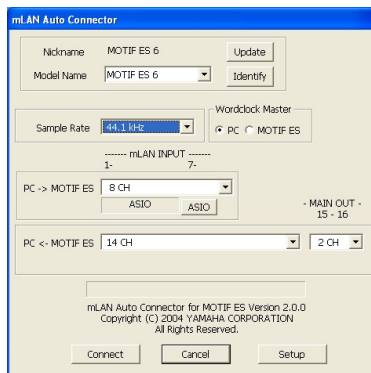 mLAN Auto Connector
Nickname MOTIF ES 6 Update
Model Name MOTIF ES 6 Identify
Wordclock Master
Sample Rate 44.1 kHz PC MOTIF ES
------- mLAN INPUT -------
1- 7-
PC -> MOTIF ES 8 CH
ASIO ASIO
- MAIN OUT -
15 - 16
PC <- MOTIF ES 14 CH 2 CH
mLAN Auto Connector for MOTIF ES Version 2.0.0
Copyright (C) 2004 YAMAHA CORPORATION
All Rights Reserved.
Connect Cancel Setup